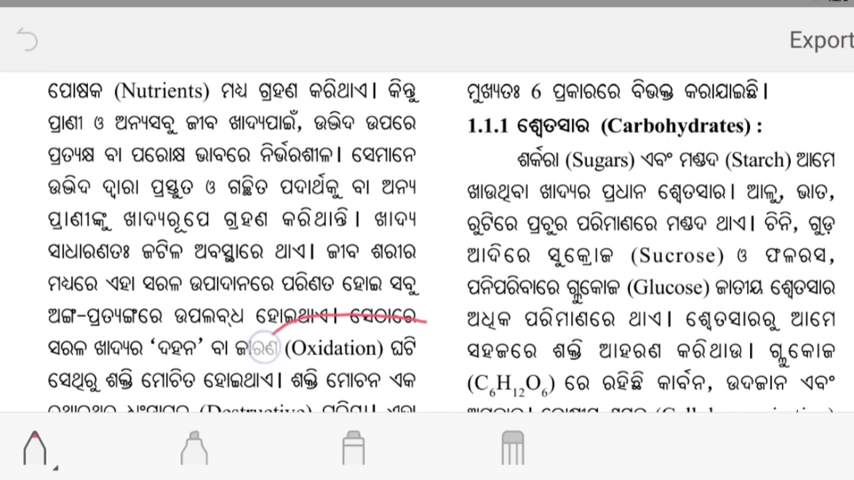 Export
ପୋଷକ (Nutrients) ମଧ୍ୟ ଗ୍ରହଣ କରିଥାଏ। କିନ୍ତୁ
ପ୍ରାଣୀ ଓ ଅନ୍ୟସବୁ ଜୀବ ଖାଦ୍ୟପାଇଁ, ଉଦ୍ଭିଦ ଉପରେ
ପ୍ରତ୍ୟକ୍ଷ ବା ପରୋକ୍ଷ ଭାବରେ ନିର୍ଭରଶୀଳ। ସେମାନେ
ଉଦ୍ଭିଦ ଦ୍ୱାରା ପ୍ରସ୍ତୁତ ଓ ଗଚ୍ଛିତ ପଦାର୍ଥକୁ ବା ଅନ୍ୟ
ପ୍ରାଣୀଙ୍କୁ ଖାଦ୍ୟରୂପେ ଗ୍ରହଣ କରିଥାନ୍ତି। ଖାଦ୍ୟ
ସାଧାରଣତଃ ଜଟିଳ ଅବସ୍ଥାରେ ଥାଏ। ଜୀବ ଶରୀର
ମଧ୍ୟରେ ଏହା ସରଳ ଉପାଦାନରେ ପରିଣତ ହୋଇ ସବୁ
ଅଙ୍ଗ-ପ୍ରତ୍ୟଙ୍ଗରେ ଉପଲବ୍ଧ ହୋଇଥାଏ। ସେଠାରେ
ସରଳ ଖାଦ୍ୟର ‘ଦହନ’ ବା ଜାରଣ (Oxidation) ଘଟି
ସେଥିରୁ ଶକ୍ତି ମୋଚିତ ହୋଇଥାଏ। ଶକ୍ତି ମୋଚନ ଏକ
(Destructive) ଏହା
ମୁଖ୍ୟତଃ 6 ପ୍ରକାରରେ ବିଭକ୍ତ କରାଯାଇଛି।
1.1.1 ଶ୍ୱେତସାର (Carbohydrates) :
ଶର୍କରା (Sugars) ଏବଂ ମଣ୍ଡଦ (Starch) ଆମେ
ଖାଉଥିବା ଖାଦ୍ୟର ପ୍ରଧାନ ଶ୍ୱେତସାର। ଆଳୁ, ଭାତ,
ରୁଟିରେ ପ୍ରଚୁର ପରିମାଣରେ ମଣ୍ଡଦ ଥାଏ। ଚିନି, ଗୁଡ଼
ଆଦିରେ ସୁକ୍ରୋଜ (Sucrose) ଓ ଫଳରସ,
ପନିପରିବାରେ ଗ୍ଲୁକୋଜ (Glucose) ଜାତୀୟ ଶ୍ୱେତସାର
ଅଧିକ ପରିମାଣରେ ଥାଏ। ଶ୍ୱେତସାରରୁ ଆମେ
ସହଜରେ ଶକ୍ତି ଆହରଣ କରିଥାଉ। ଗ୍ଲୁକୋଜ
(C₆H₁₂O₆) ରେ ରହିଛି କାର୍ବନ, ଉଦଜାନ ଏବଂ